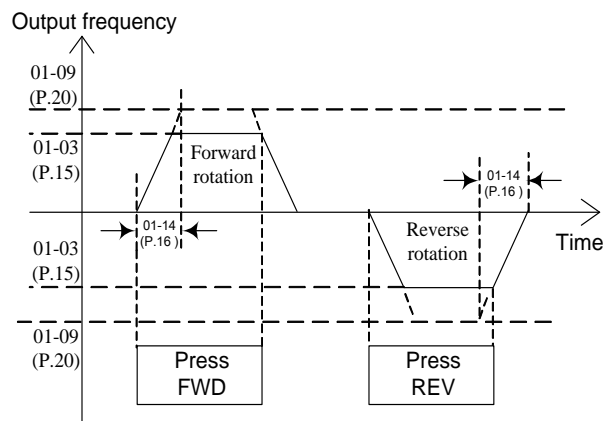 Output frequency
01-09
(P.20)
01-03
(P.15)
Forward
rotation
01-14
(P.16 )
01-14
(P.16 )
Time
01-03
(P.15)
Reverse
rotation
01-09
(P.20)
Press
FWD
Press
REV